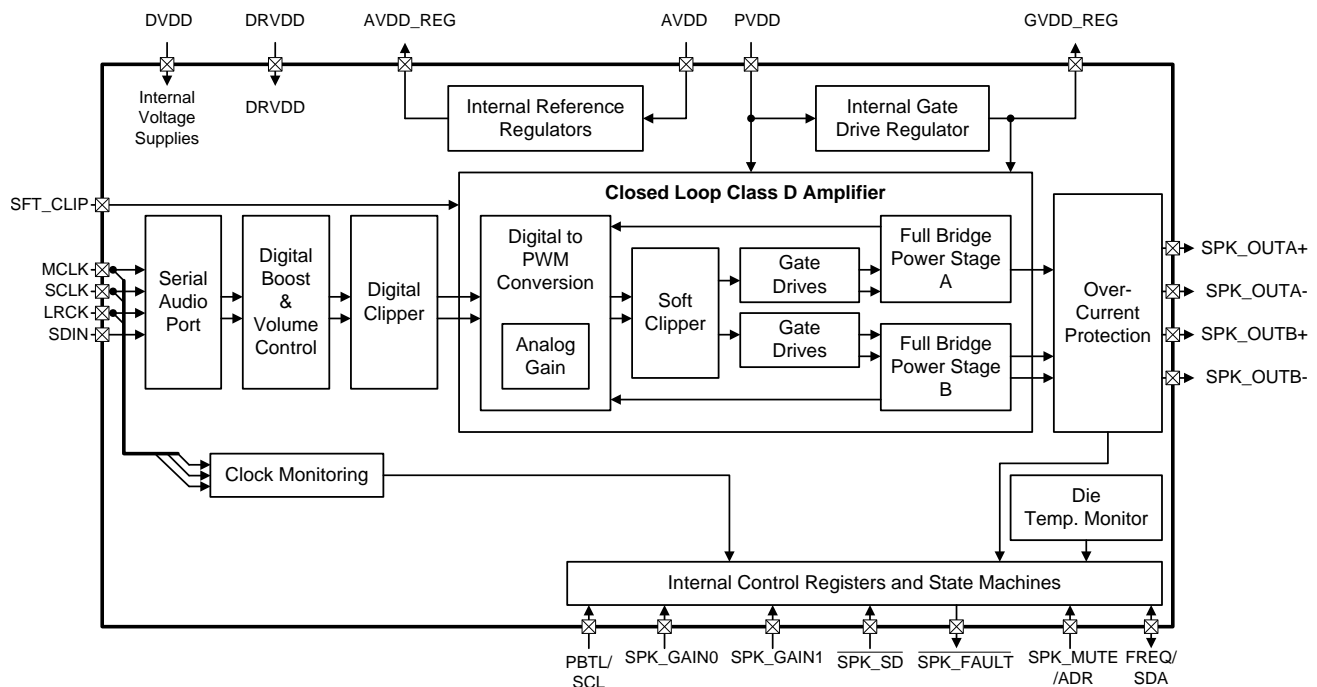 DVDD
DRVDD
AVDD_REG
AVDD
PVDD
GVDD_REG
Internal
Voltage
Supplies
DRVDD
Internal Reference
Regulators
Internal Gate
Drive Regulator
Closed Loop Class D Amplifier
SFT_CLIP
MCLK
SCLK
LRCK
SDIN
Serial
Audio
Port
Digital
Boost
&
Volume
Control
Digital
Clipper
Digital to
PWM
Conversion
Analog
Gain
Soft
Clipper
Gate
Drives
Gate
Drives
Full Bridge
Power Stage
A
Full Bridge
Power Stage
B
Over-
Current
Protection
SPK_OUTA+
SPK_OUTA-
SPK_OUTB+
SPK_OUTB-
Clock Monitoring
Die
Temp. Monitor
Internal Control Registers and State Machines
PBTL/
SCL
SPK_GAIN0
SPK_GAIN1
SPK_SD
SPK_FAULT
SPK_MUTE
/ADR
FREQ/
SDA